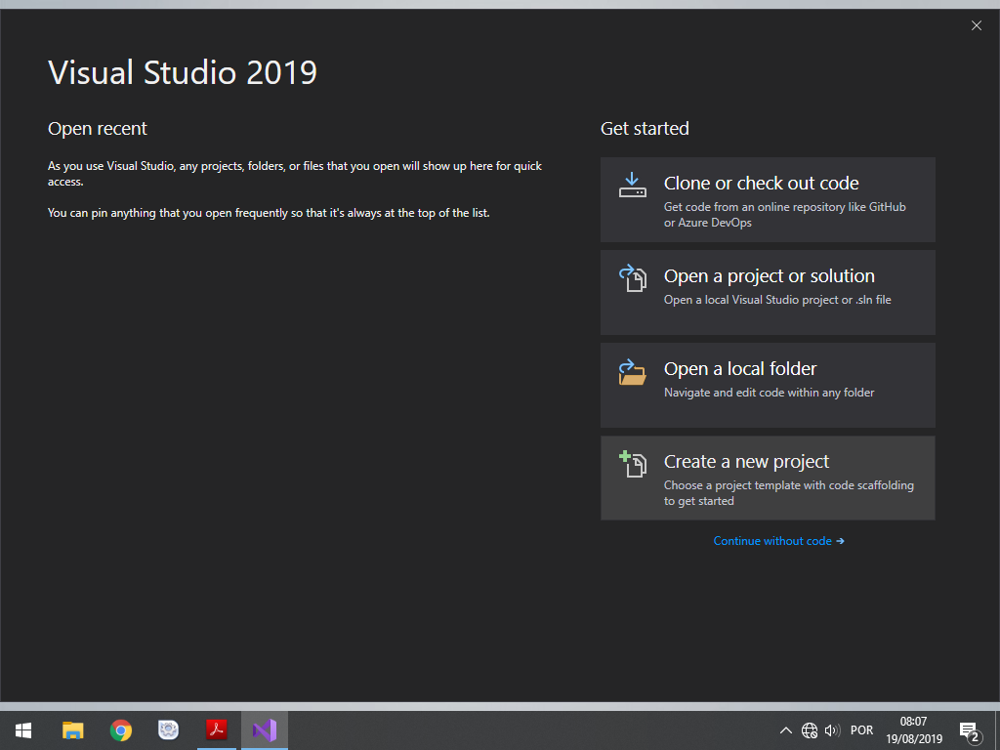 Visual Studio 2019
Open recent
As you use Visual Studio, any projects, folders, or files that you open will show up here for quick
access.
You can pin anything that you open frequently so that it's always at the top of the list.
Get started
Clone or check out code
Get code from an online repository like GitHub
or Azure DevOps
Open a project or solution
Open a local Visual Studio project or .sln file
Open a local folder
Navigate and edit code within any folder
Create a new project
Choose a project template with code scaffolding
to get started
Continue without code →
POR
08:07
19/08/2019
2